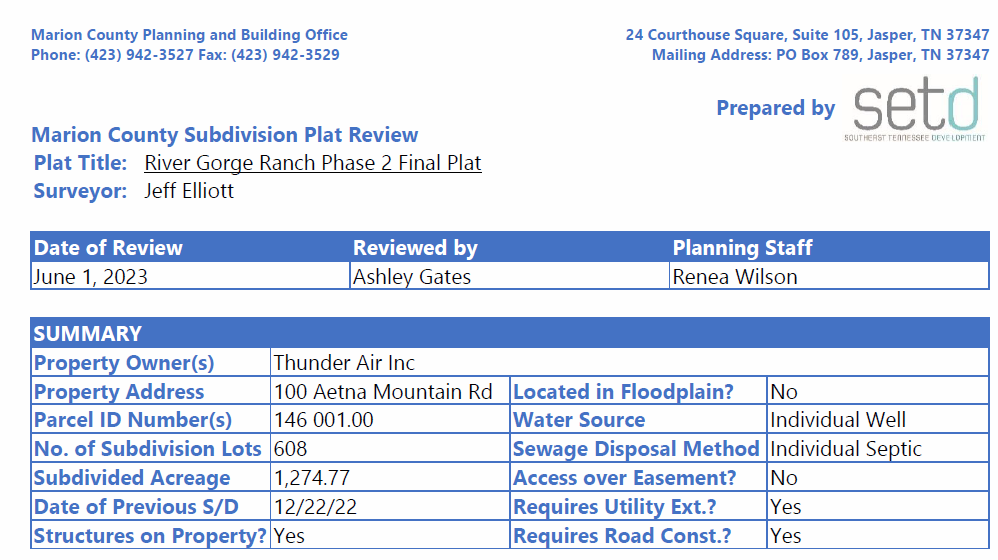 Marion County Planning and Building Office 24 Courthouse Square, Suite 105, Jasper, TN 37347
Phone: (423) 942-3527 Fax: (423) 942-3529 Mailing Address: PO Box 789, Jasper, TN 37347
Prepared by setd
SOUTHEAST TENNESSEE DEVELOPMENT
Marion County Subdivision Plat Review
Plat Title: River Gorge Ranch Phase 2 Final Plat
Surveyor: Jeff Elliott
Date of Review Reviewed by Planning Staff
June 1, 2023 Ashley Gates Renea Wilson
SUMMARY
Property Owner(s) Thunder Air Inc
Property Address 100 Aetna Mountain Rd Located in Floodplain? No
Parcel ID Number(s) 146 001.00 Water Source Individual Well
No. of Subdivision Lots 608 Sewage Disposal Method Individual Septic
Subdivided Acreage 1,274.77 Access over Easement? No
Date of Previous S/D 12/22/22 Requires Utility Ext.? Yes
Structures on Property? Yes Requires Road Const.? Yes